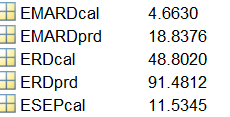 EMARDcal 4.6630
EMARDprd 18.8376
ERDcal 48.8020
ERDprd 91.4812
ESEPcal 11.5345